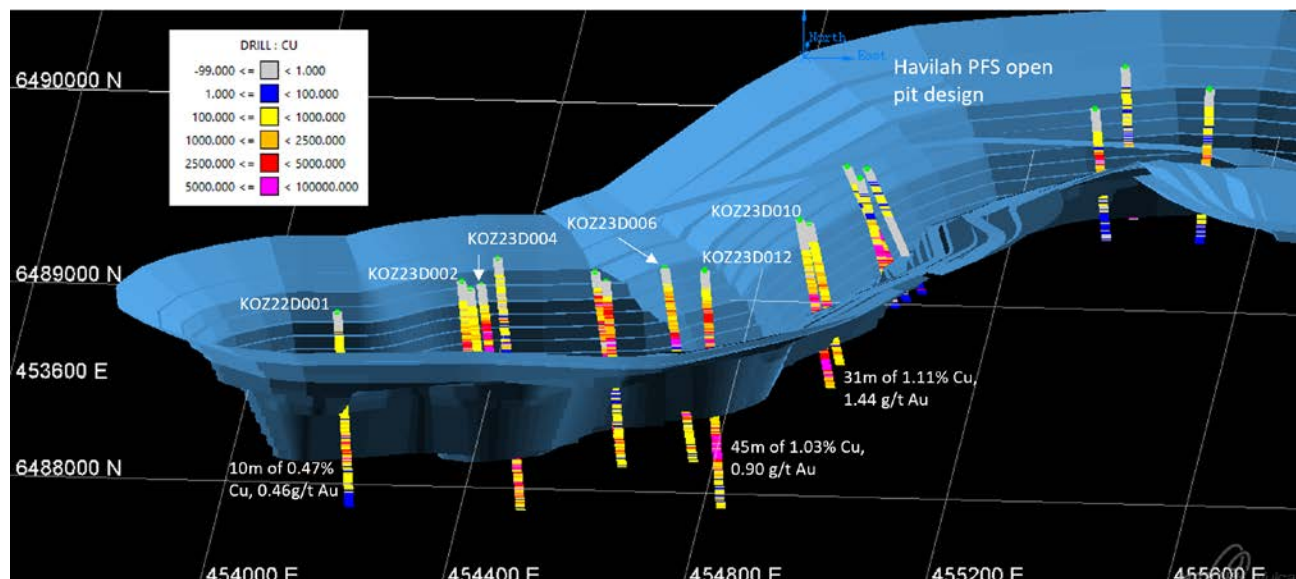 DRILL : CU
-99.000 <= < 1.000
1.000 <= < 100.000
100.000 <= < 1000.000
1000.000 <= < 2500.000
2500.000 <= < 5000.000
5000.000 <= < 100000.000
North
East
Havilah PFS open
pit design
6490000 N
KOZ23D006
KOZ23D010
KOZ23D004
KOZ23D002
KOZ23D012
6489000 N
KOZ22D001
453600 E
31m of 1.11% Cu,
1.44 g/t Au
45m of 1.03% Cu,
0.90 g/t Au
10m of 0.47%
Cu, 0.46g/t Au
6488000 N
454000 E
454400 E
454800 E
455200 E
455600 E